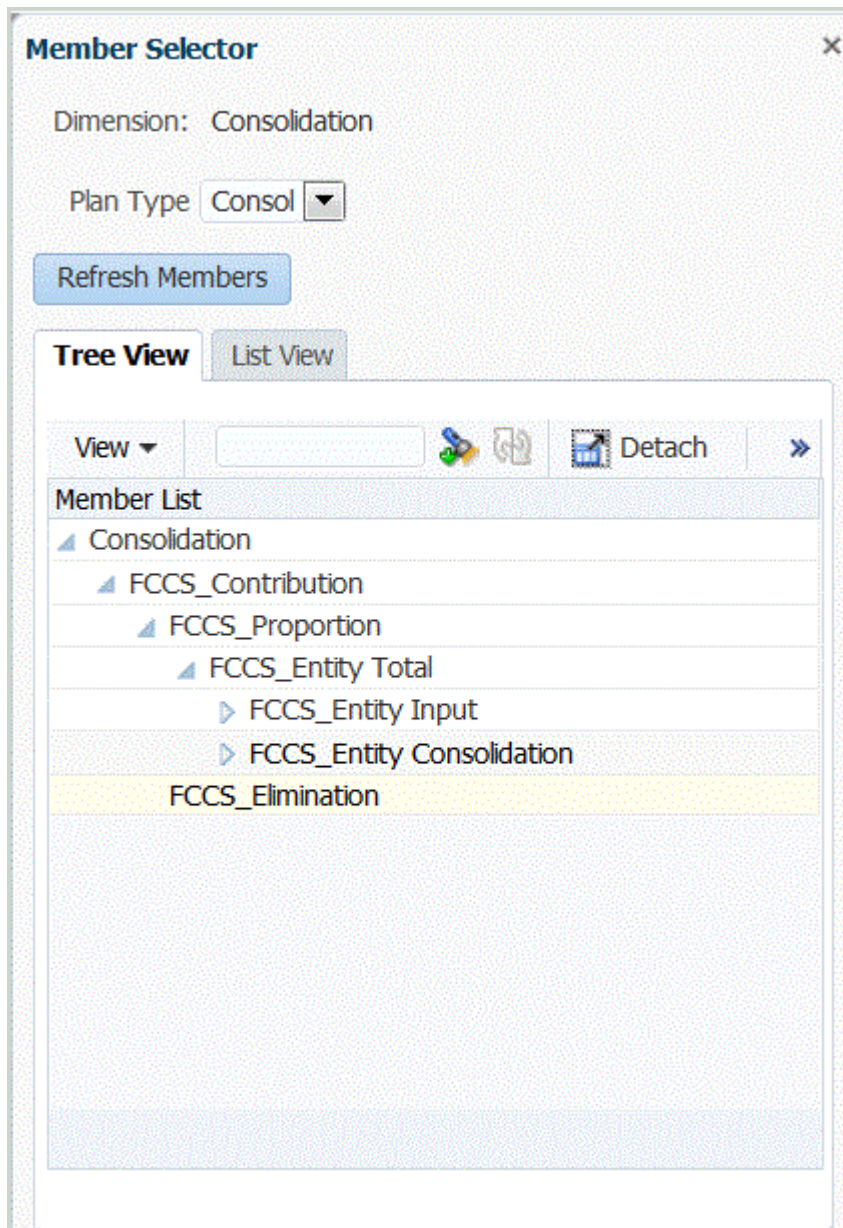 Member Selector
Dimension: Consolidation
Plan Type Consol
Refresh Members
Tree View List View
View Detach
Member List
Consolidation
FCCS_Contribution
FCCS_Proportion
FCCS_Entity Total
FCCS_Entity Input
FCCS_Entity Consolidation
FCCS_Elimination